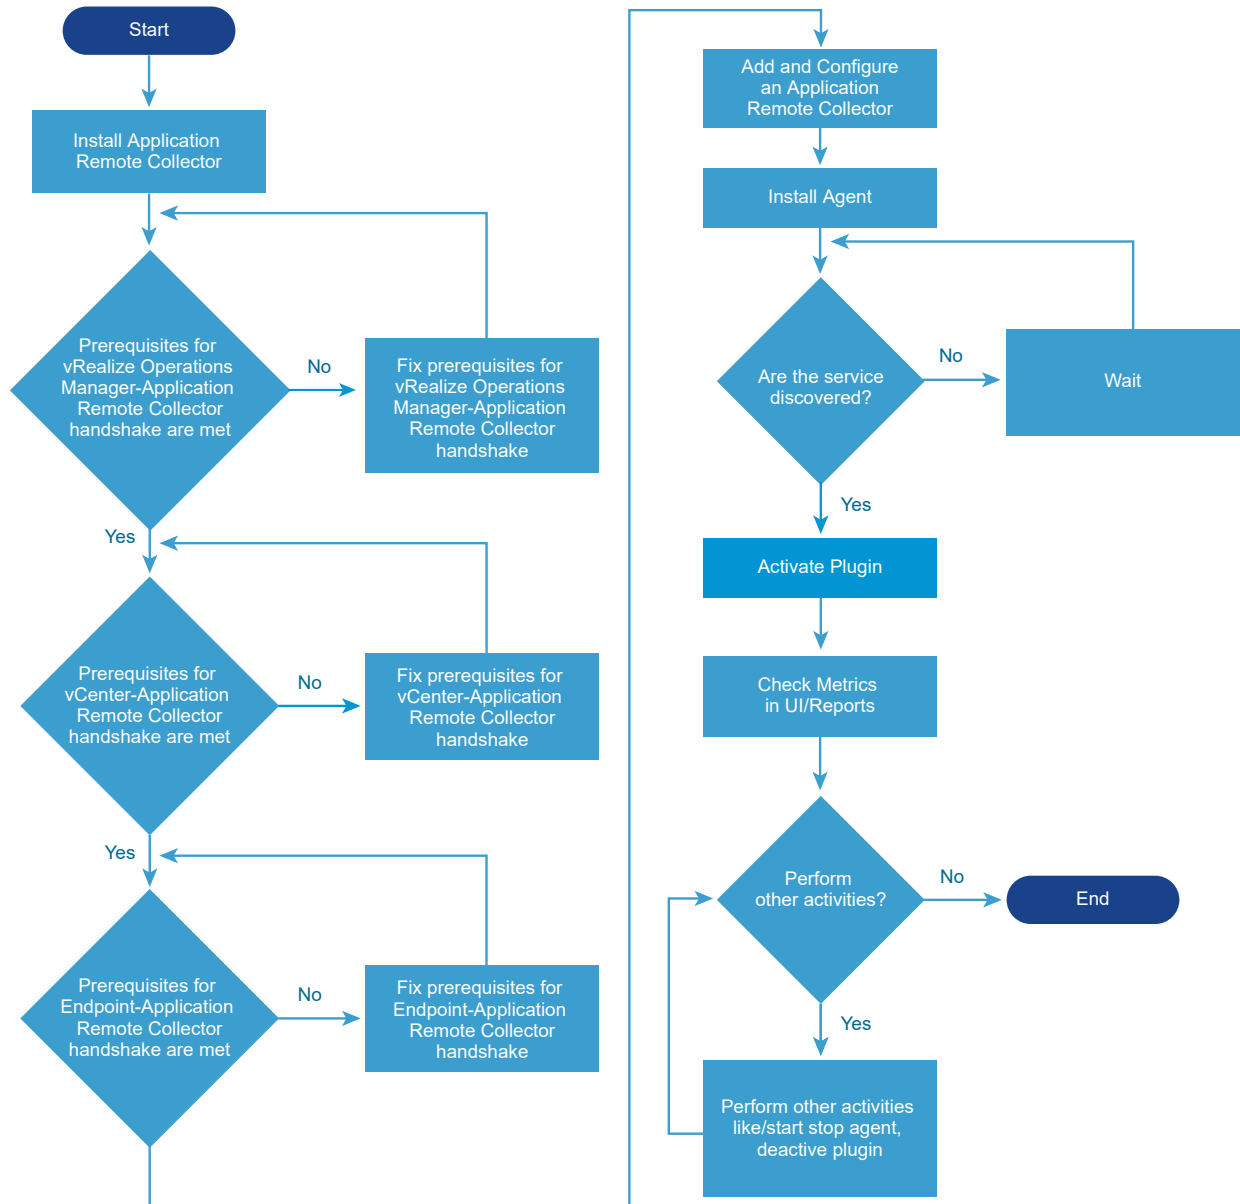 Start
Install Application
Remote Collector
Prerequisites for
vRealize Operations
Manager-Application
Remote Collector
handshake are met
No
Fix prerequisites for
vRealize Operations
Manager-Application
Remote Collector
handshake
Yes
Prerequisites for
vCenter-Application
Remote Collector
handshake are met
No
Fix prerequisites for
vCenter-Application
Remote Collector
handshake
Yes
Prerequisites for
Endpoint-Application
Remote Collector
handshake are met
No
Fix prerequisites for
Endpoint-Application
Remote Collector
handshake
Add and Configure
an Application
Remote Collector
Install Agent
Are the service
discovered?
No
Wait
Yes
Activate Plugin
Check Metrics
in UI/Reports
Perform
other activities?
No
End
Yes
Perform other activities
like/start stop agent,
deactive plugin